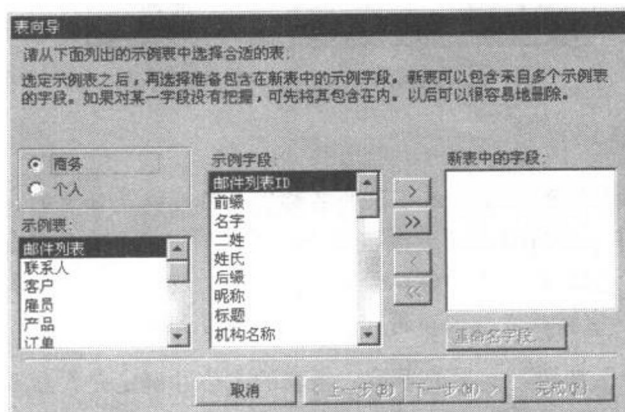 表向导
请从下面列出的示例表中选择合适的表:
选定示例表之后，再选择准备包含在新表中的示例字段。新表可以包含来自多个示例表
的字段。如果对某一字段没有把握，可先将其包含在内。以后可以很容易地删除。
商务
个人
示例表:
邮件列表
联系人
客户
雇员
产品
订单
示例字段:
邮件列表ID
前缀
名字
二姓
姓氏
后缀
昵称
标题
机构名称
>
>>
<
<<
新表中的字段:
重命名字段
取消
< 上一步(B)
下一步(N) >
完成(F)